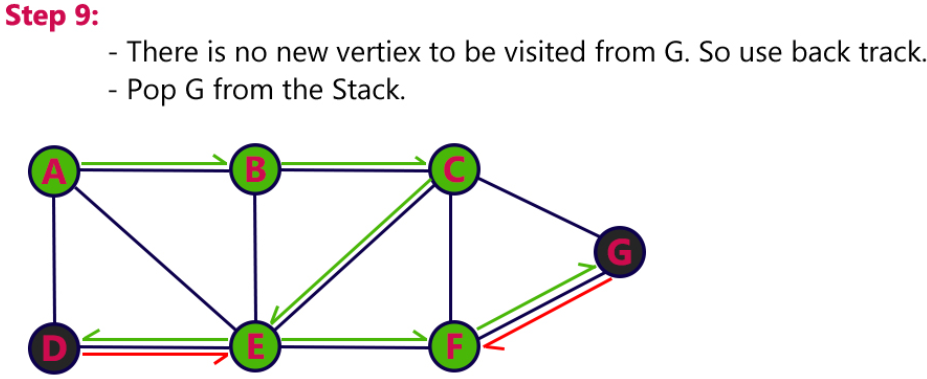 Step 9:
- There is no new vertiex to be visited from G. So use back track.
- Pop G from the Stack.
A B C
G
D E F